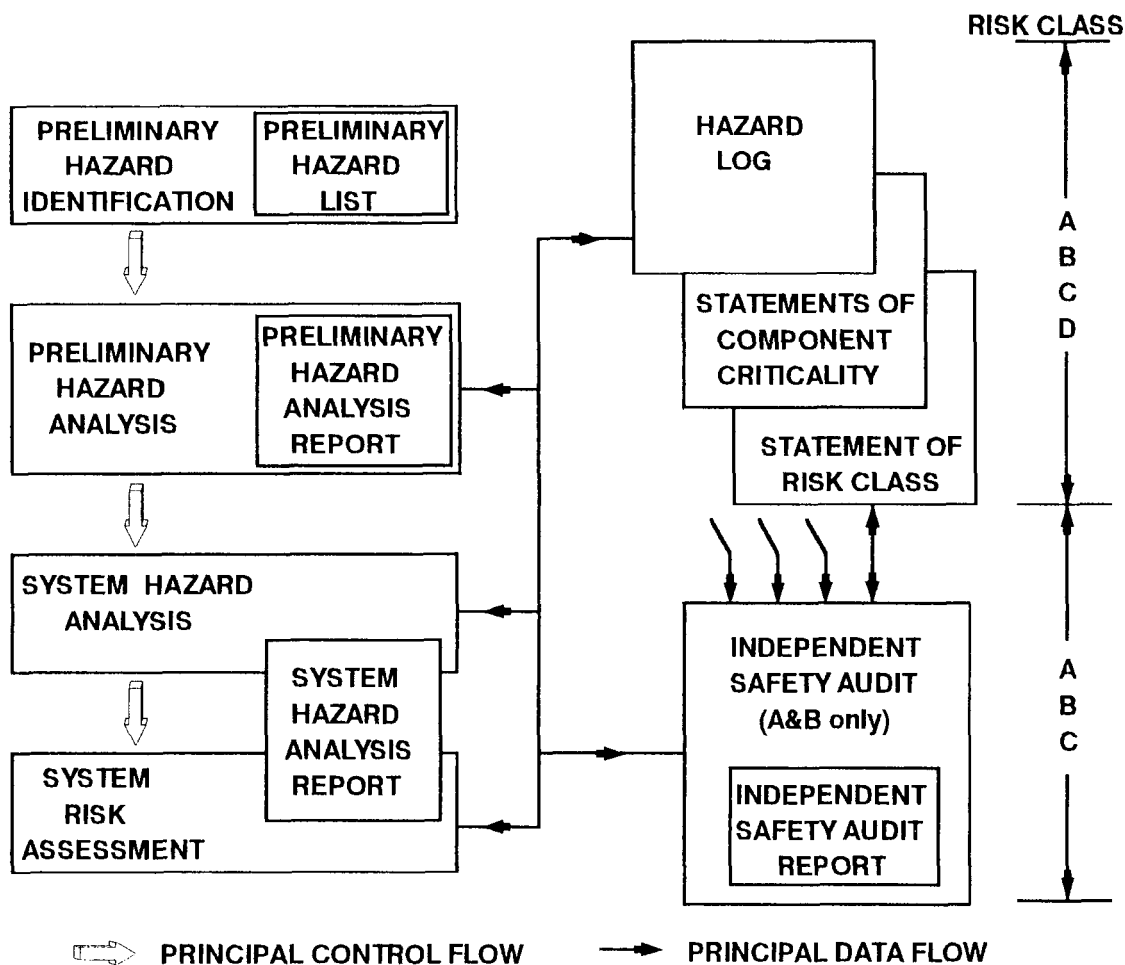 RISK CLASS
PRELIMINARY
HAZARD
IDENTIFICATION
PRELIMINARY
HAZARD
LIST
HAZARD
LOG
STATEMENTS OF
COMPONENT
CRITICALITY
STATEMENT OF
RISK CLASS
A
B
C
D
PRELIMINARY
HAZARD
ANALYSIS
PRELIMINARY
HAZARD
ANALYSIS
REPORT
SYSTEM HAZARD
ANALYSIS
SYSTEM
HAZARD
ANALYSIS
REPORT
SYSTEM
RISK
ASSESSMENT
INDEPENDENT
SAFETY AUDIT
(A&B only)
INDEPENDENT
SAFETY AUDIT
REPORT
A
B
C
PRINCIPAL CONTROL FLOW
PRINCIPAL DATA FLOW